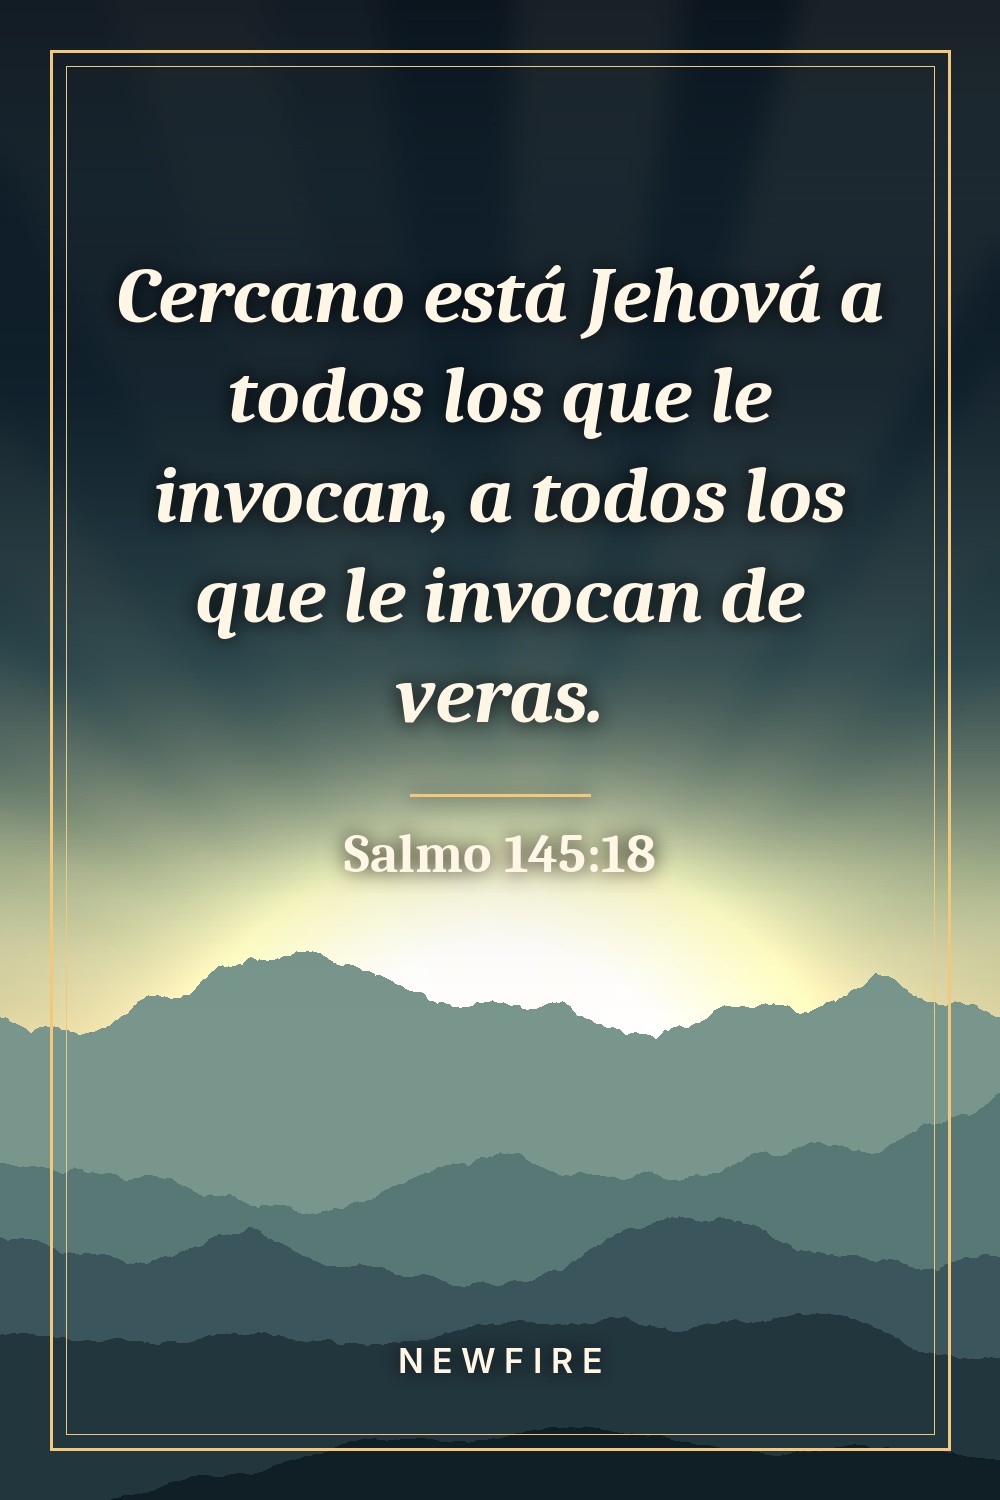 Cercano está Jehová a
todos los que le
invocan, a todos los
que le invocan de
veras.
Salmo 145:18
NEWFIRE